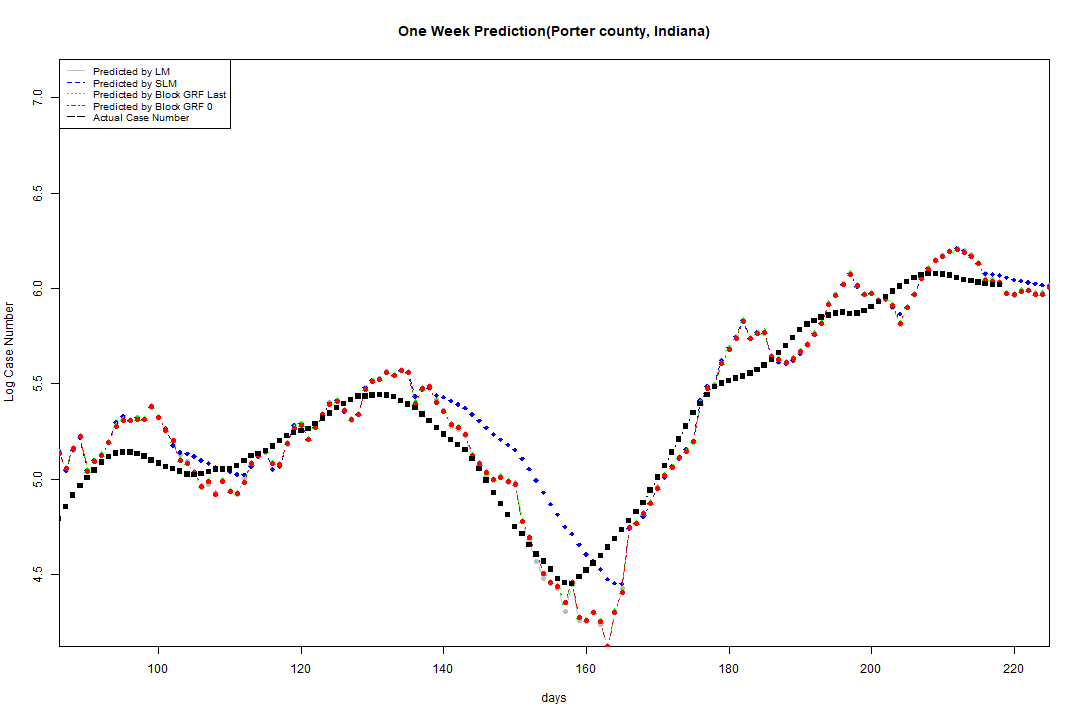 One Week Prediction(Porter county, Indiana)
Predicted by LM
Predicted by SLM
Predicted by Block GRF Last
Predicted by Block GRF 0
Actual Case Number
7.0
6.5
6.0
5.5
5.0
4.5
Log Case Number
100 120 140 160 180 200 220
days